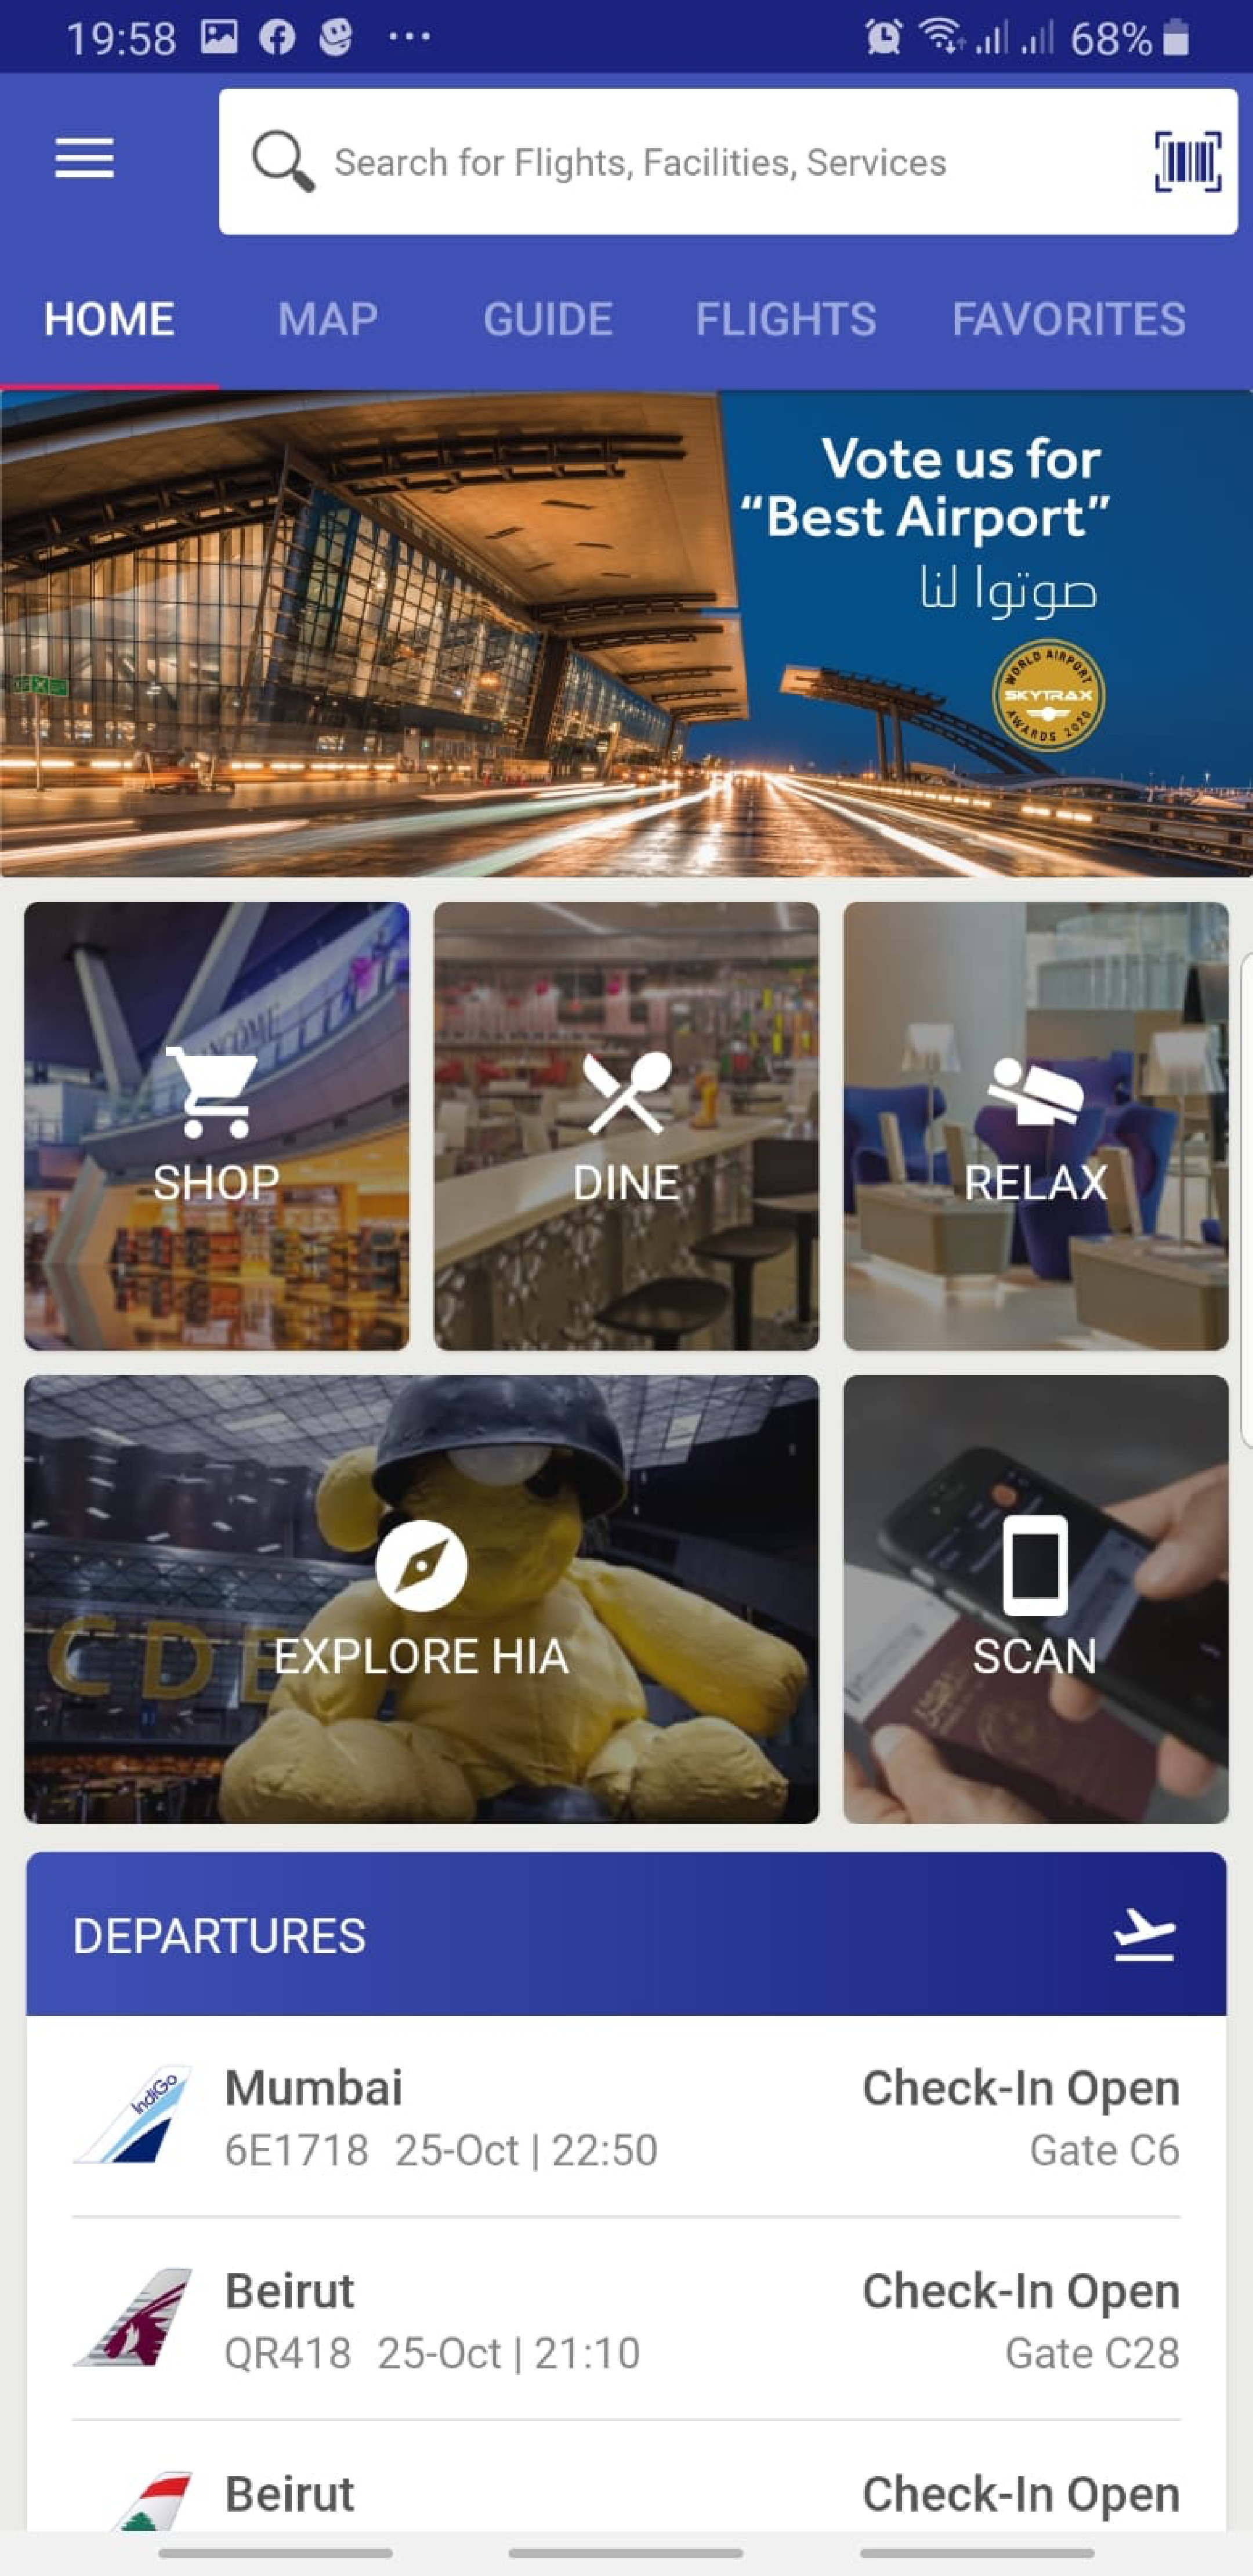 19:58 68%
Search for Flights, Facilities, Services
HOME MAP GUIDE FLIGHTS FAVORITES
Vote us for
“Best Airport”
صوتوا لنا
WORLD AIRPORT
SKYTRAX
AWARDS 2020
SHOP
DINE
RELAX
CDE
EXPLORE HIA
SCAN
DEPARTURES
IndiGo
Mumbai Check-In Open
6E1718 25-Oct | 22:50 Gate C6
Beirut Check-In Open
QR418 25-Oct | 21:10 Gate C28
Beirut Check-In Open